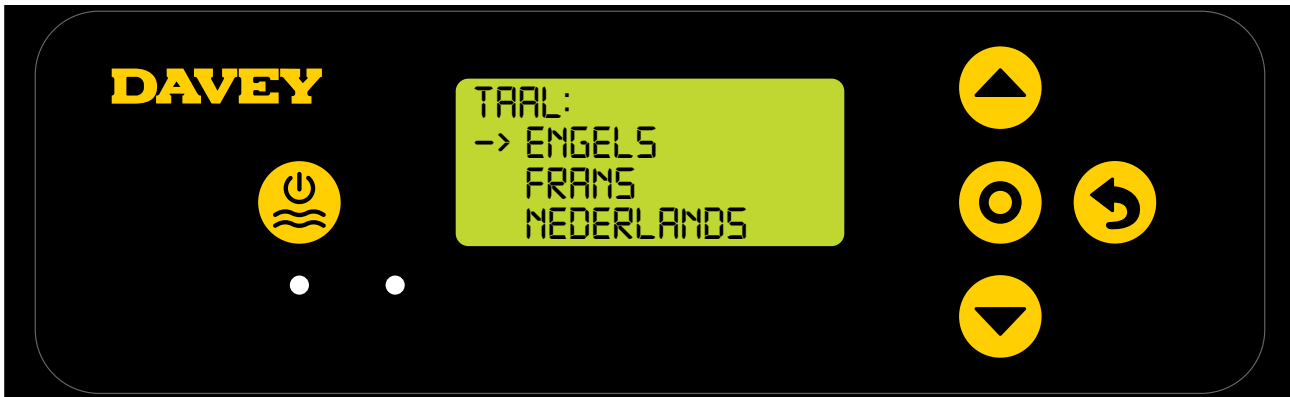 DAVEY
TAAL:
-> ENGELS
FRANS
NEDERLANDS